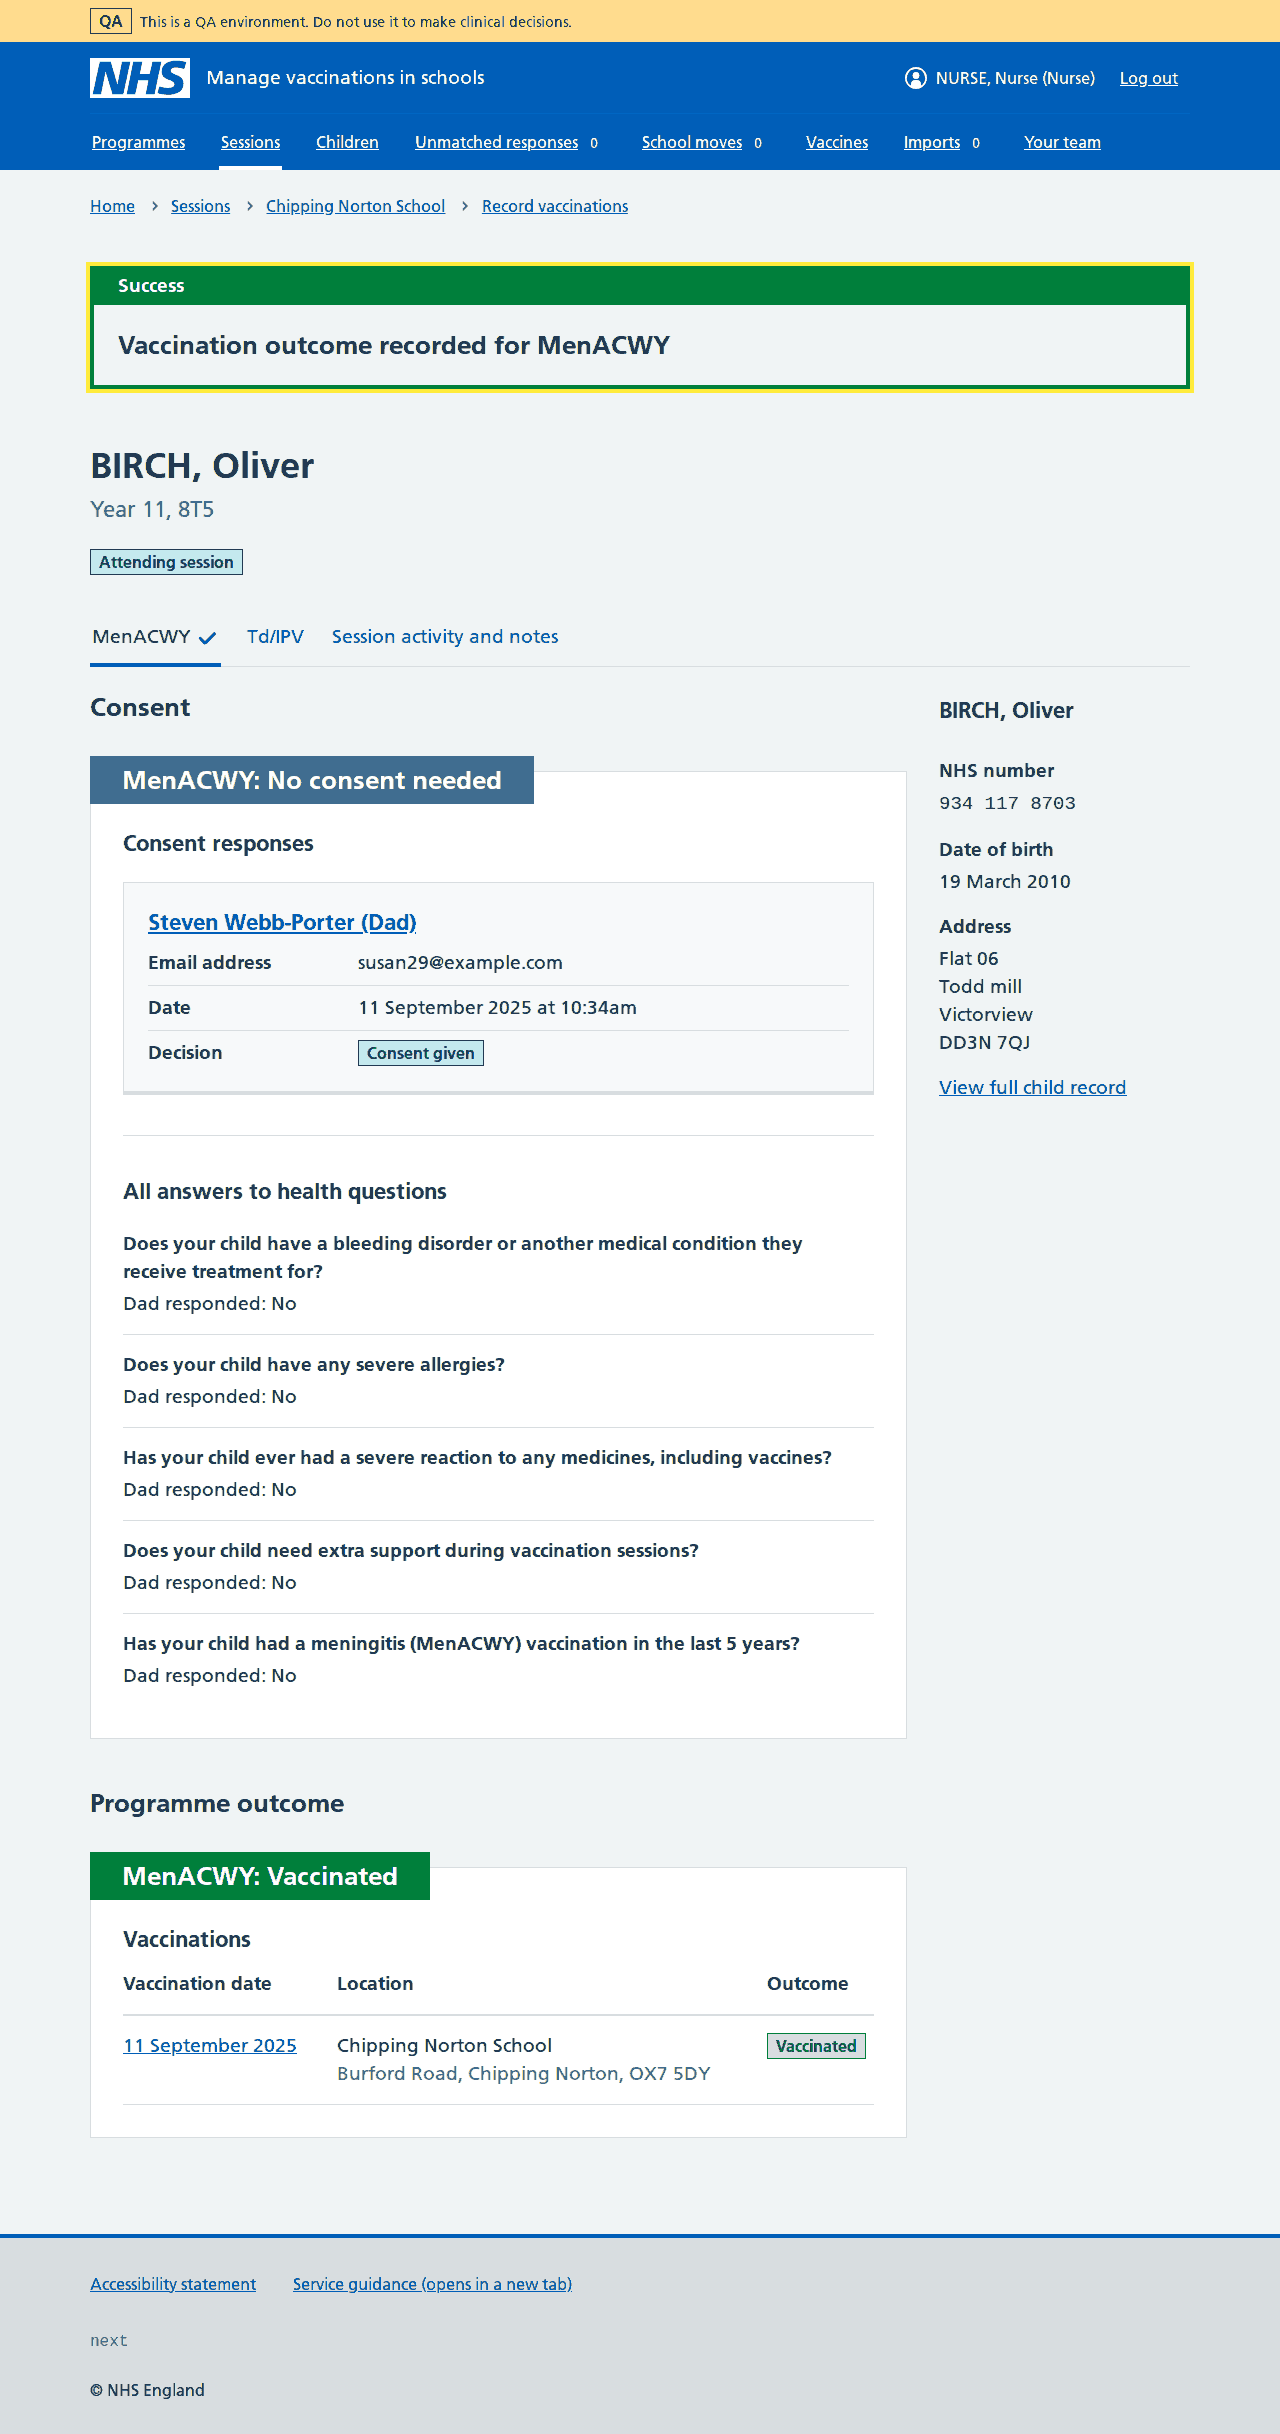 QA This is a QA environment. Do not use it to make clinical decisions.
NHS Manage vaccinations in schools NURSE, Nurse (Nurse) Log out
Programmes Sessions Children Unmatched responses 0 School moves 0 Vaccines Imports 0 Your team
Home Sessions Chipping Norton School Record vaccinations
Success
Vaccination outcome recorded for MenACWY
BIRCH, Oliver
Year 11, 8T5
Attending session
MenACWY Td/IPV Session activity and notes
Consent
MenACWY: No consent needed
Consent responses
Steven Webb-Porter (Dad)
Email address susan29@example.com
Date 11 September 2025 at 10:34am
Decision Consent given
All answers to health questions
Does your child have a bleeding disorder or another medical condition they
receive treatment for?
Dad responded: No
Does your child have any severe allergies?
Dad responded: No
Has your child ever had a severe reaction to any medicines, including vaccines?
Dad responded: No
Does your child need extra support during vaccination sessions?
Dad responded: No
Has your child had a meningitis (MenACWY) vaccination in the last 5 years?
Dad responded: No
BIRCH, Oliver
NHS number
934 117 8703
Date of birth
19 March 2010
Address
Flat 06
Todd mill
Victorview
DD3N 7QJ
View full child record
Programme outcome
MenACWY: Vaccinated
Vaccinations
Vaccination date Location Outcome
11 September 2025 Chipping Norton School Vaccinated
Burford Road, Chipping Norton, OX7 5DY
Accessibility statement Service guidance (opens in a new tab)
next
© NHS England